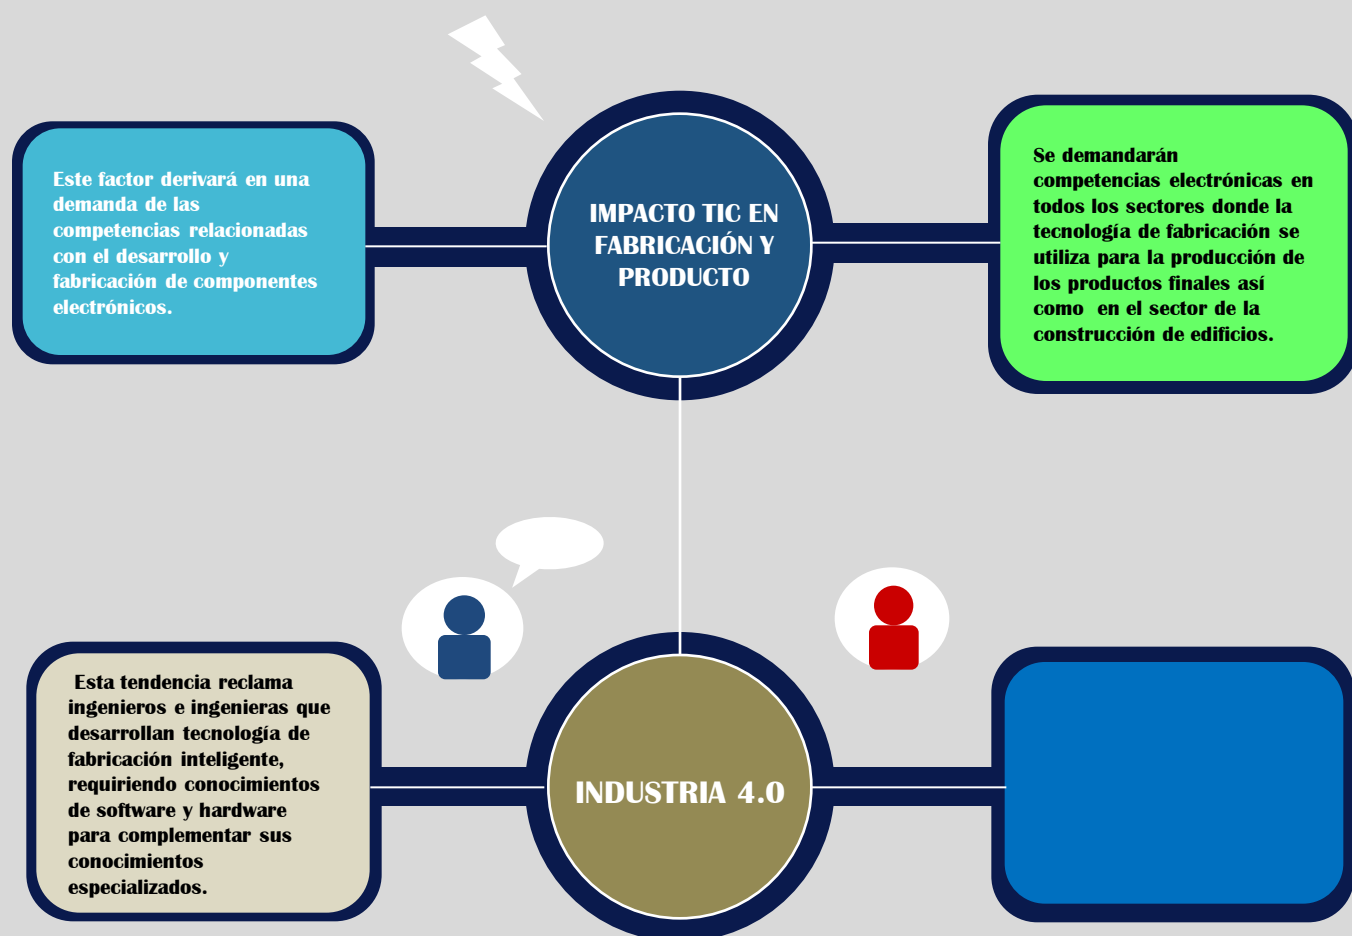 Este factor derivará en una
demanda de las
competencias relacionadas
con el desarrollo y
fabricación de componentes
electrónicos.
IMPACTO TIC EN
FABRICACIÓN Y
PRODUCTO
Se demandarán
competencias electrónicas en
todos los sectores donde la
tecnología de fabricación se
utiliza para la producción de
los productos finales así
como en el sector de la
construcción de edificios.
Esta tendencia reclama
ingenieros e ingenieras que
desarrollan tecnología de
fabricación inteligente,
requiriendo conocimientos
de software y hardware
para complementar sus
conocimientos
especializados.
INDUSTRIA 4.0